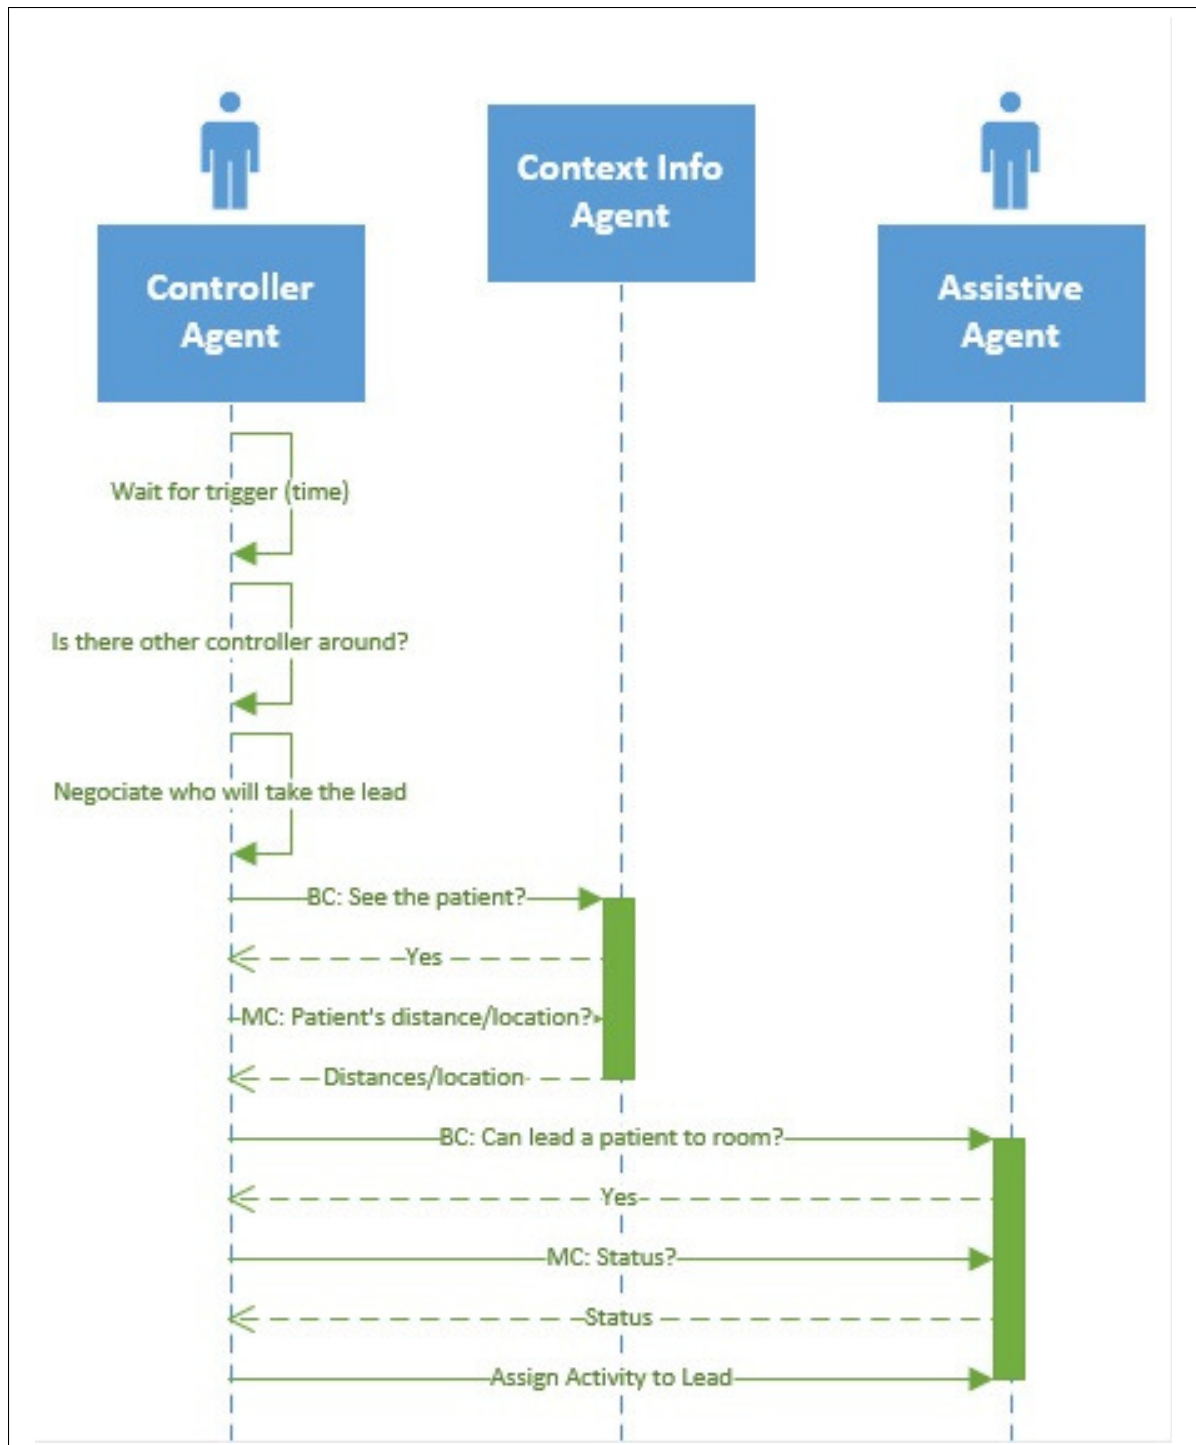 Context Info
Agent
Controller
Agent
Assistive
Agent
Wait for trigger (time)
Is there other controller around?
Negociate who will take the lead
BC: See the patient?
Yes
MC: Patient's distance/location?
Distances/location
BC: Can lead a patient to room?
Yes
MC: Status?
Status
Assign Activity to Lead